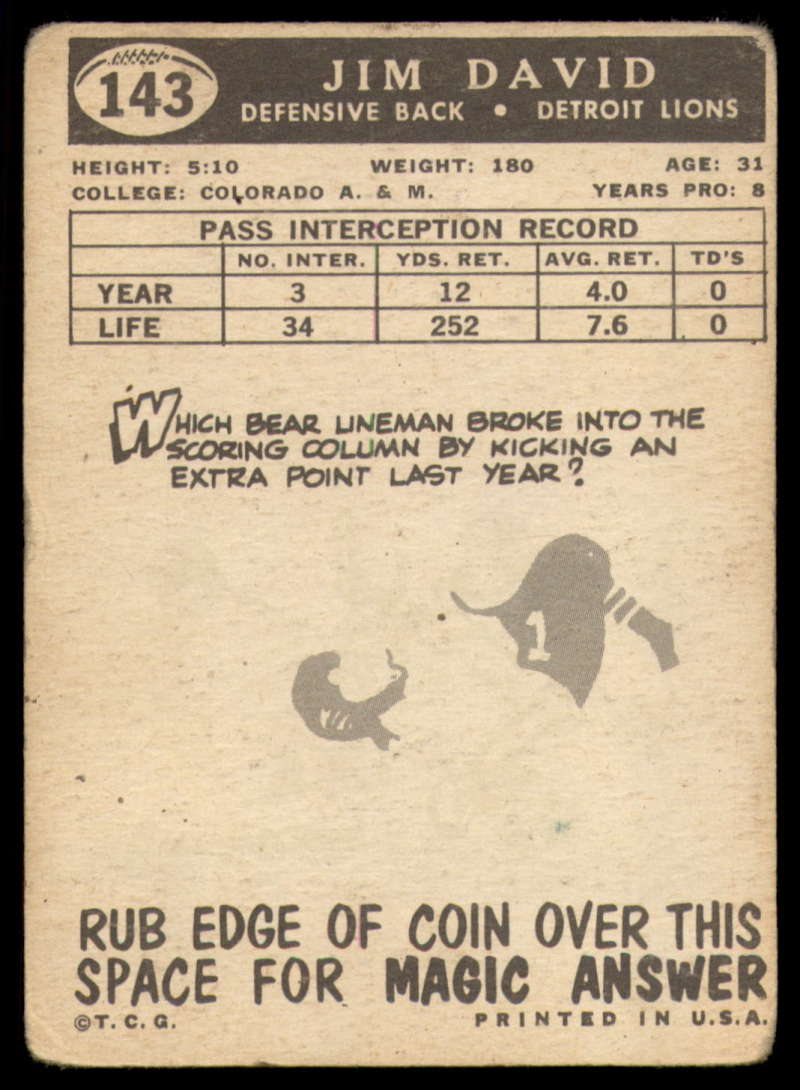 143
JIM DAVID
DEFENSIVE BACK • DETROIT LIONS
HEIGHT: 5:10 WEIGHT: 180 AGE: 31
COLLEGE: COLORADO A. & M. YEARS PRO: 8
PASS INTERCEPTION RECORD
NO. INTER. YDS. RET. AVG. RET. TD'S
YEAR 3 12 4.0 0
LIFE 34 252 7.6 0
WHICH BEAR LINEMAN BROKE INTO THE
SCORING COLUMN BY KICKING AN
EXTRA POINT LAST YEAR?
1
RUB EDGE OF COIN OVER THIS
SPACE FOR MAGIC ANSWER
©T. C. G. PRINTED IN U.S.A.